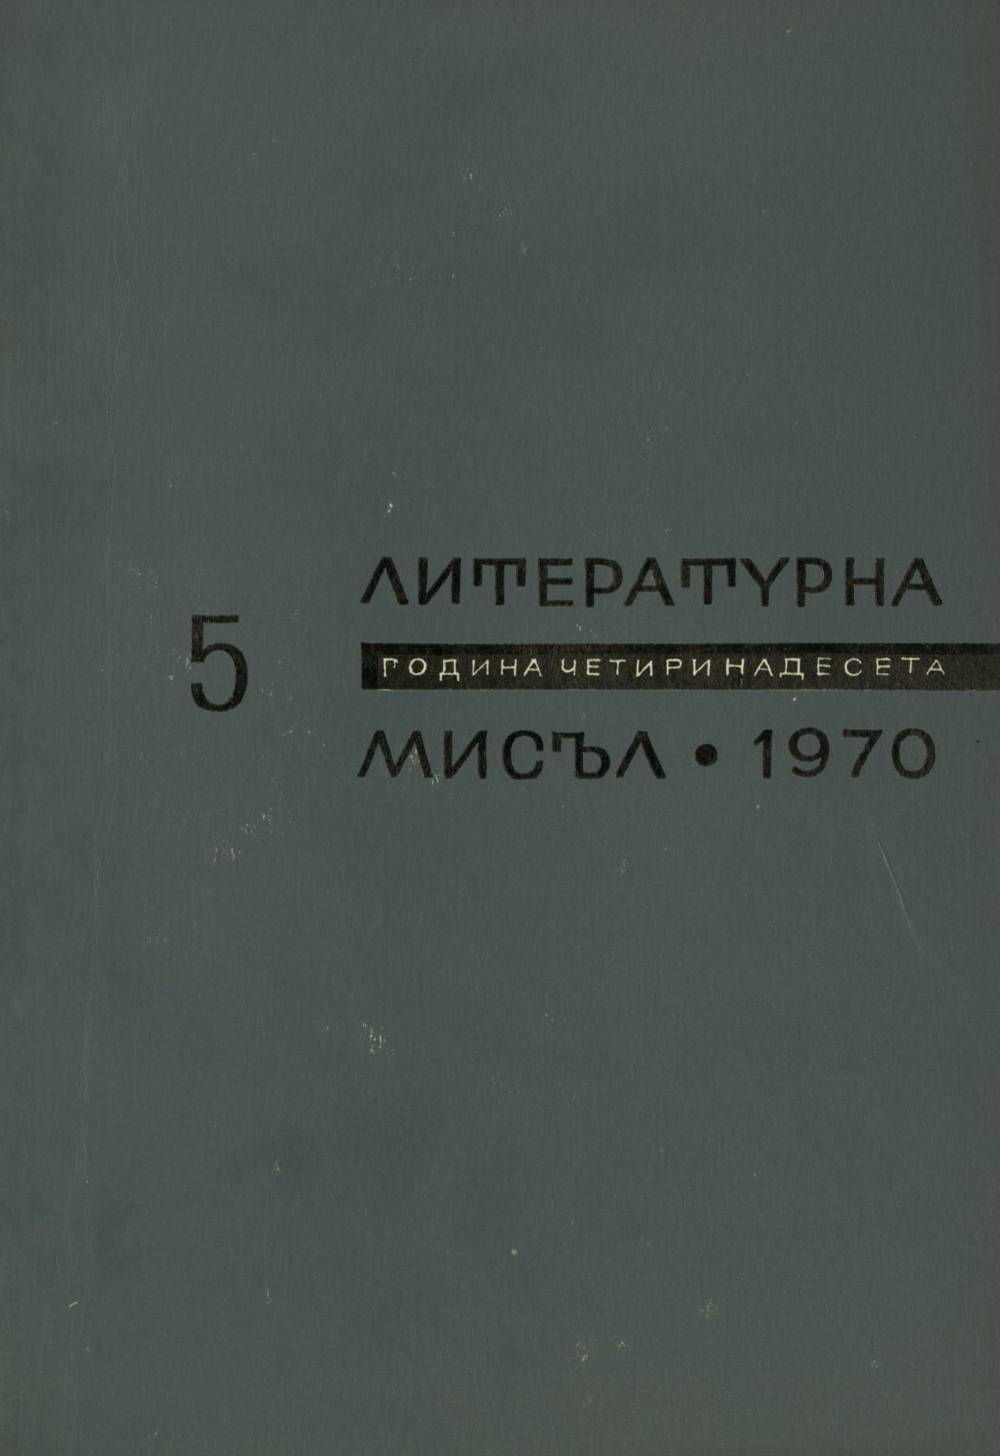 5
ЛИТЕРАТУРНА
ГОДИНА ЧЕТИРИНАДЕСЕТА
МИСЪЛ • 1970